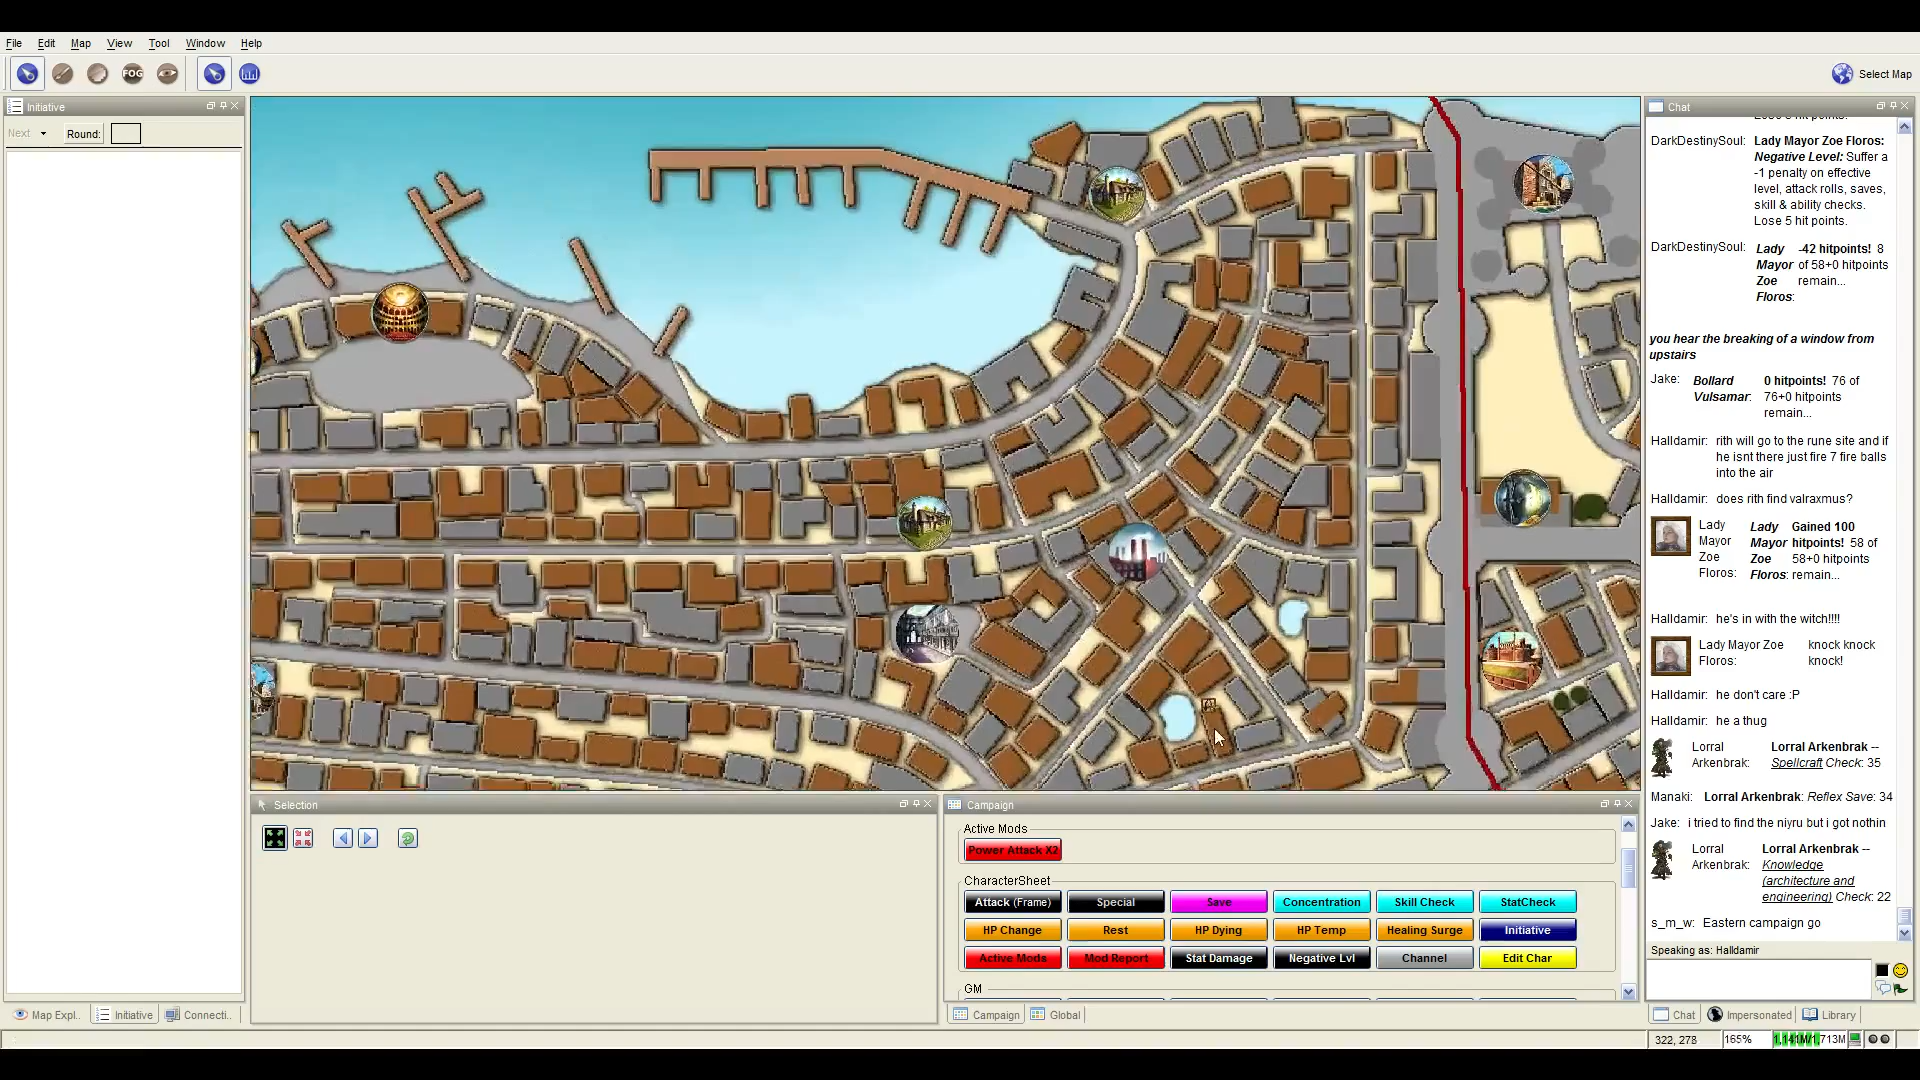 File Edit Map View Tool Window Help
FOG
Select Map
Initiative
Next Round:
Chat
DarkDestinySoul: Lady Mayor Zoe Floros:
Negative Level: Suffer a
-1 penalty on effective
level, attack rolls, saves,
skill & ability checks.
Lose 5 hit points.
DarkDestinySoul: Lady -42 hitpoints! 8
Mayor of 58+0 hitpoints
Zoe remain...
Floros:
you hear the breaking of a window from
upstairs
Jake: Bollard 0 hitpoints! 76 of
Vulsamar: 76+0 hitpoints
remain...
Halldamir: rith will go to the rune site and if
he isnt there just fire 7 fire balls
into the air
Halldamir: does rith find valraxmus?
Lady Lady Gained 100
Mayor Mayor hitpoints! 58 of
Zoe Zoe 58+0 hitpoints
Floros: Floros: remain...
Halldamir: he's in with the witch!!!!
Lady Mayor Zoe knock knock
Floros: knock!
Halldamir: he don't care :P
Halldamir: he a thug
Lorral Lorral Arkenbrak --
Arkenbrak: Spellcraft Check: 35
Manaki: Lorral Arkenbrak: Reflex Save: 34
Jake: i tried to find the niyru but i got nothin
Lorral Lorral Arkenbrak --
Arkenbrak: Knowledge
(architecture and
engineering) Check: 22
s_m_w: Eastern campaign go
Speaking as: Halldamir
Selection
Campaign
Active Mods
Power Attack X2
CharacterSheet
Attack (Frame) Special Save Concentration Skill Check StatCheck
HP Change Rest HP Dying HP Temp Healing Surge Initiative
Active Mods Mod Report Stat Damage Negative Lvl Channel Edit Char
GM
Map Expl.. Initiative Connecti..
Campaign Global
Chat Impersonated Library
322, 278 165% 1,141M/1,713M